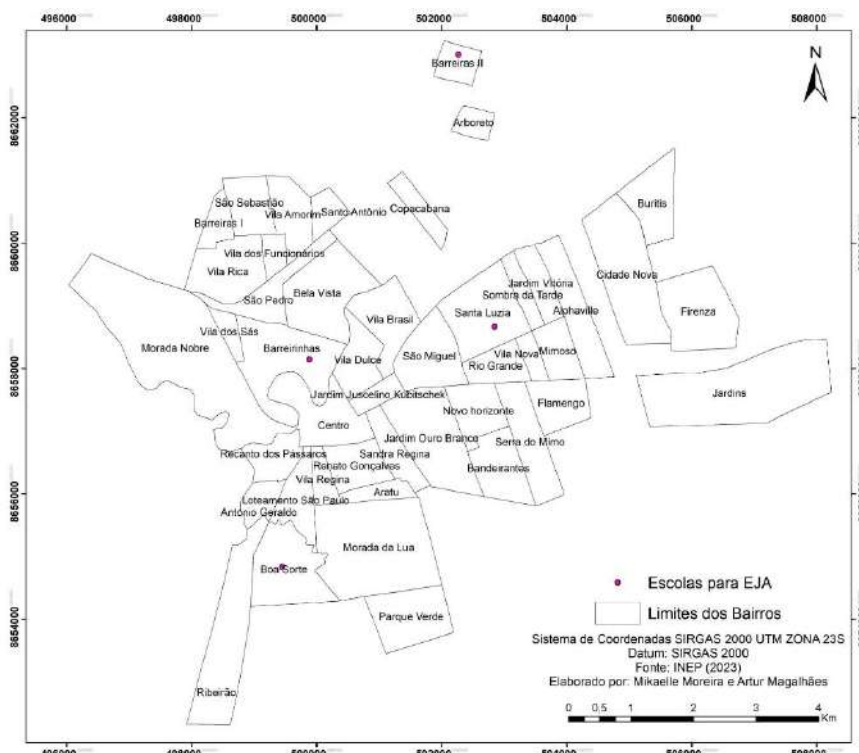 496000 498000 500000 502000 504000 506000 508000
Barreiras II
N
8662000
8662000
Arboreto
São Sebastião
Copacabana
Vila Amorim
Santo Antônio
Buritis
Barreiras I
8660000
8660000
Vila dos Funcionários
Cidade Nova
Vila Rica
Jardim Vitória
Bela Vista
Sombra da Tarde
São Pedro
Alphaville
Firenza
Vila Brasil
Santa Luzia
Vila dos Sás
Morada Nobre
Barreirinhas
Vila Dulce
São Miguel
Vila Nova
Mimoso
8658000
8658000
Rio Grande
Jardins
Jardim Juscelino Kubitschek
Flamengo
Centro
Novo horizonte
Jardim Ouro Branco
Serra do Mimo
Recanto dos Pássaros
Sandra Regina
Renato Gonçalves
Bandeirantes
Vila Regina
8656000
8656000
Aratu
Loteamento São Paulo
Antônio Geraldo
Morada da Lua
Boa Sorte
Escolas para EJA
Limites dos Bairros
8654000
8654000
Parque Verde
Sistema de Coordenadas SIRGAS 2000 UTM ZONA 23S
Datum: SIRGAS 2000
Fonte: INEP (2023)
Elaborado por: Mikaelle Moreira e Artur Magalhães
Ribeirão
0 0,5 1 2 3 4
Km
496000 498000 500000 502000 504000 506000 508000